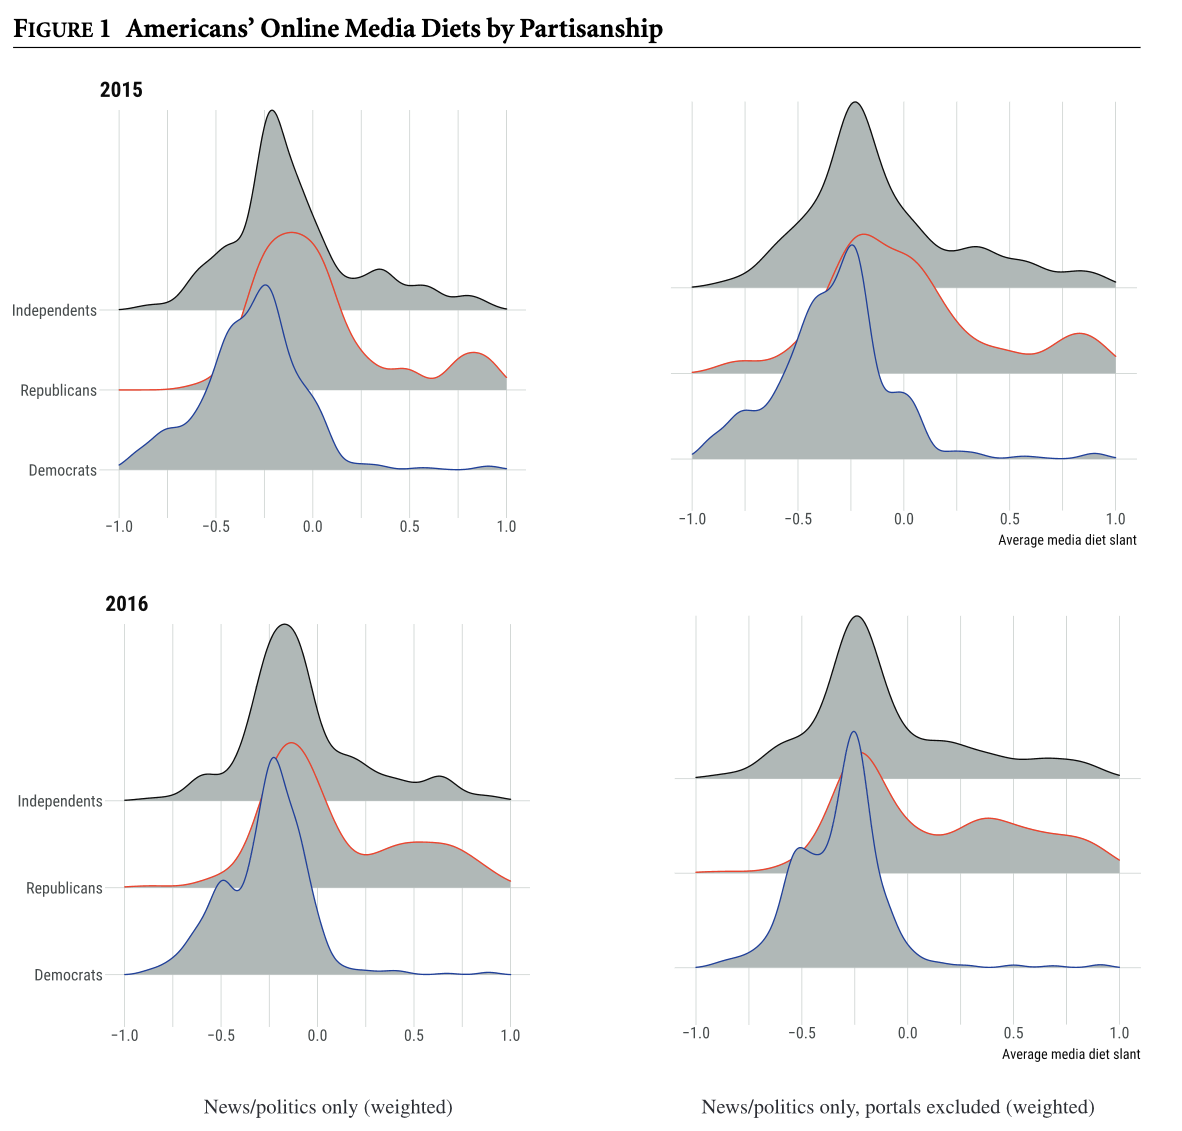 FIGURE 1 Americans’ Online Media Diets by Partisanship
2015
Independents
Republicans
Democrats
−1.0 −0.5 0.0 0.5 1.0
−1.0 −0.5 0.0 0.5 1.0
Average media diet slant
2016
Independents
Republicans
Democrats
−1.0 −0.5 0.0 0.5 1.0
−1.0 −0.5 0.0 0.5 1.0
Average media diet slant
News/politics only (weighted)
News/politics only, portals excluded (weighted)